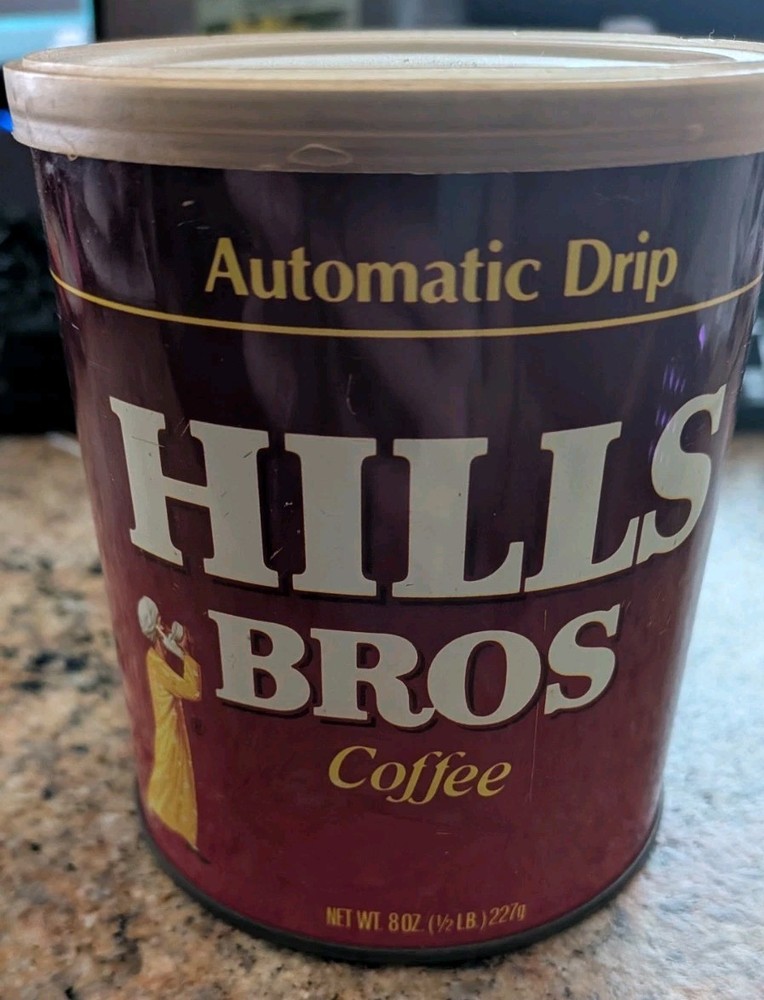 Automatic Drip
HILLS
BROS
Coffee
NET WT. 8 OZ. (½ LB.) 227g